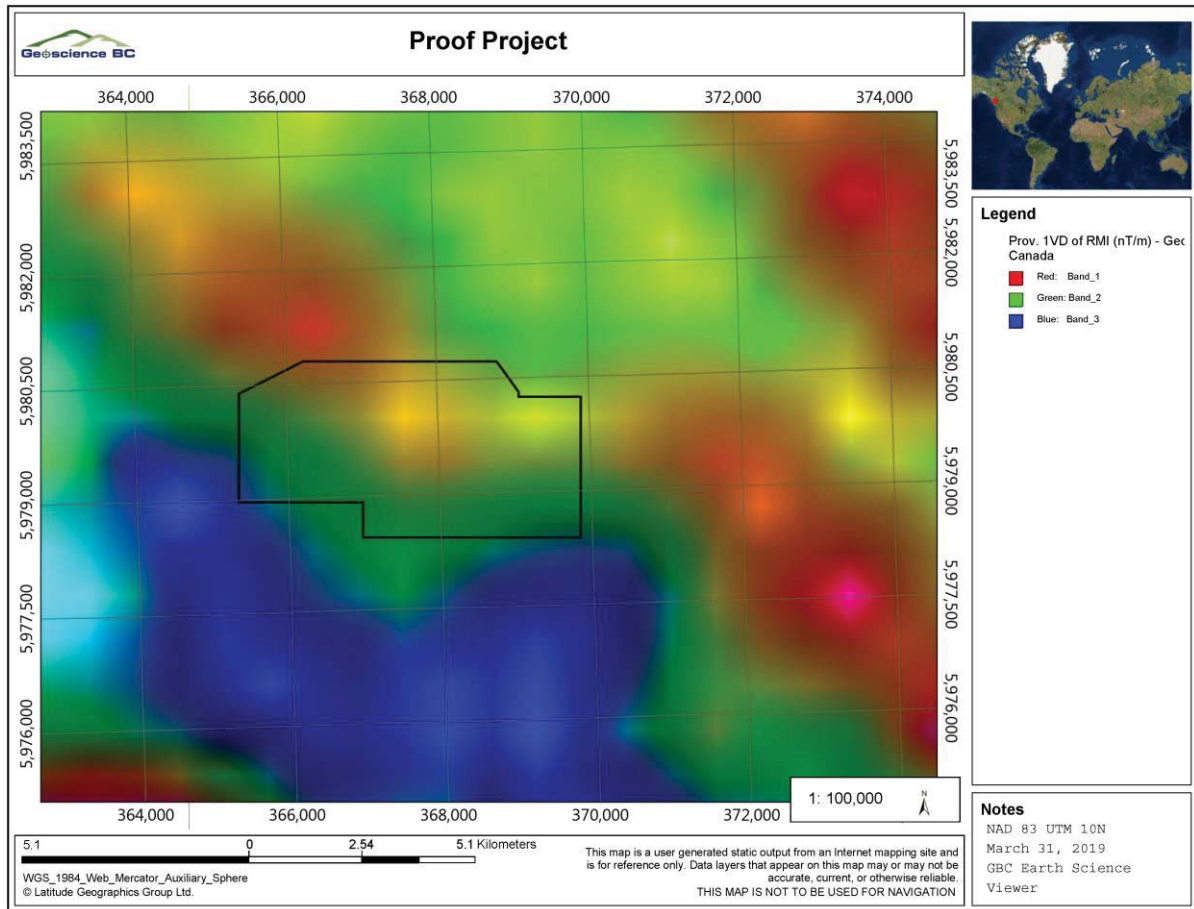 Geoscience BC
Proof Project
364,000 366,000 368,000 370,000 372,000 374,000
5,983,500
5,982,000
5,980,500
5,979,000
5,977,500
5,976,000
5,983,500
5,982,000
5,980,500
5,979,000
5,977,500
5,976,000
364,000 366,000 368,000 370,000 372,000
1: 100,000
N
Legend
Prov. 1VD of RMI (nT/m) - Geo
Canada
Red: Band_1
Green: Band_2
Blue: Band_3
5.1 0 2.54 5.1 Kilometers
WGS_1984_Web_Mercator_Auxiliary_Sphere
© Latitude Geographics Group Ltd.
This map is a user generated static output from an Internet mapping site and
is for reference only. Data layers that appear on this map may or may not be
accurate, current, or otherwise reliable.
THIS MAP IS NOT TO BE USED FOR NAVIGATION
Notes
NAD 83 UTM 10N
March 31, 2019
GBC Earth Science
Viewer